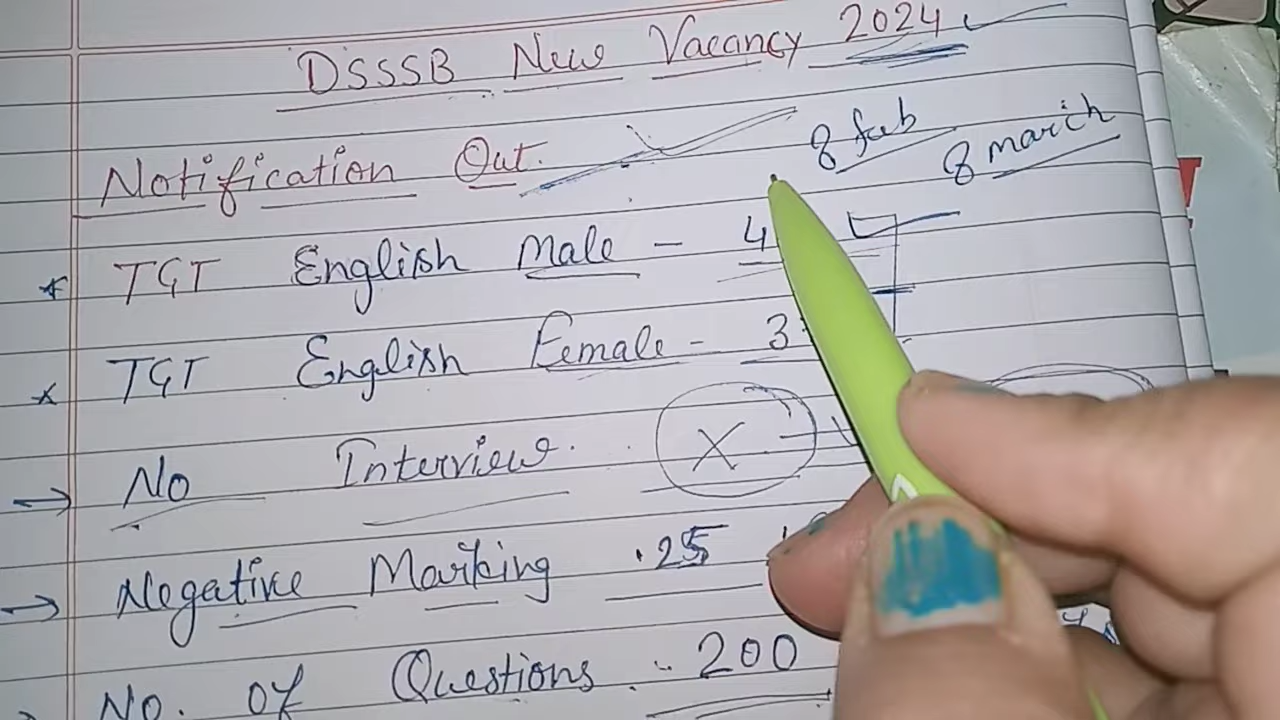 DSSSB New Vacancy 2024
Notification Out.
8 feb 8 march
* TGT English Male - 4
* TGT English Female - 3
→ No Interview. X
→ Negative Marking .25
No. Of Questions. 200